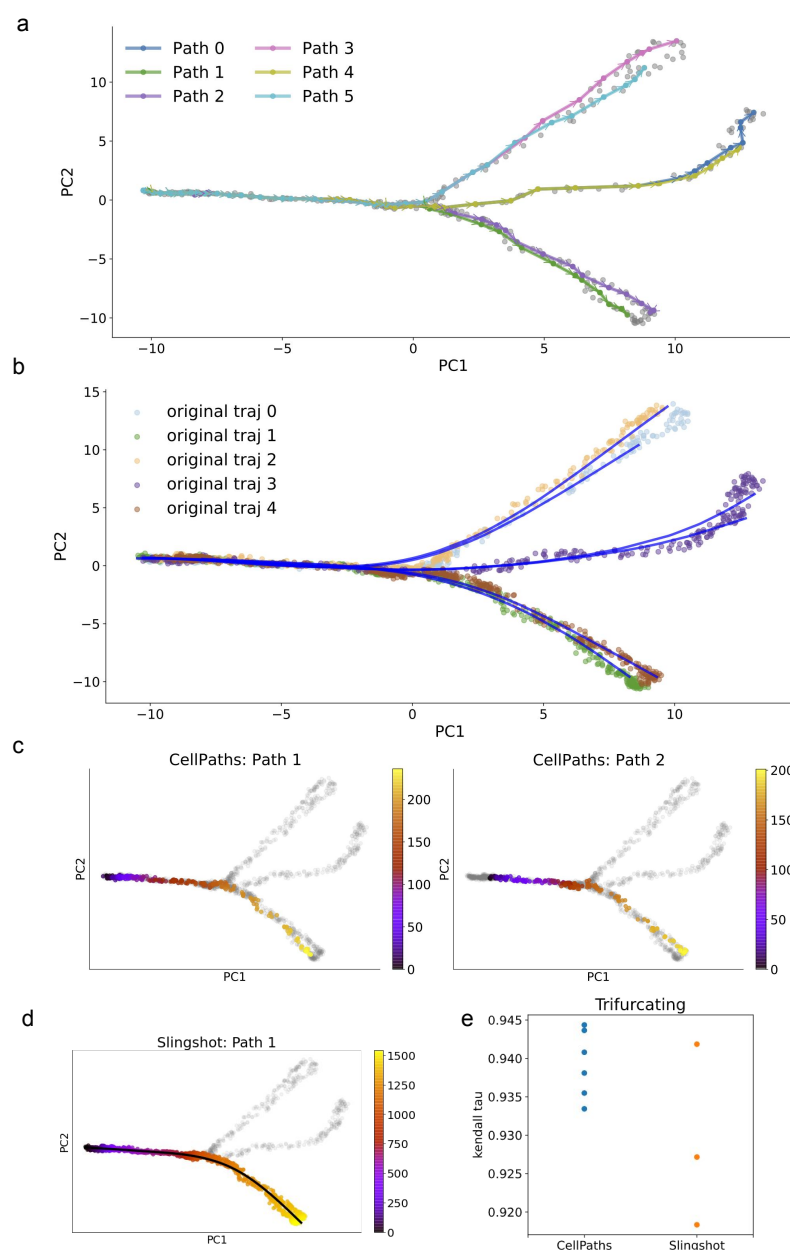 a
Path 0 Path 3
Path 1 Path 4
Path 2 Path 5
10
5
0
−5
−10
PC2
−10 −5 0 5 10
PC1
b
15
10
5
0
−5
−10
PC2
original traj 0
original traj 1
original traj 2
original traj 3
original traj 4
−10 −5 0 5 10
PC1
c
CellPaths: Path 1
PC2
PC1
200
150
100
50
0
CellPaths: Path 2
PC2
PC1
200
150
100
50
0
d
Slingshot: Path 1
PC2
PC1
1500
1250
1000
750
500
250
0
e
Trifurcating
0.945
0.940
0.935
0.930
0.925
0.920
kendall tau
CellPaths Slingshot